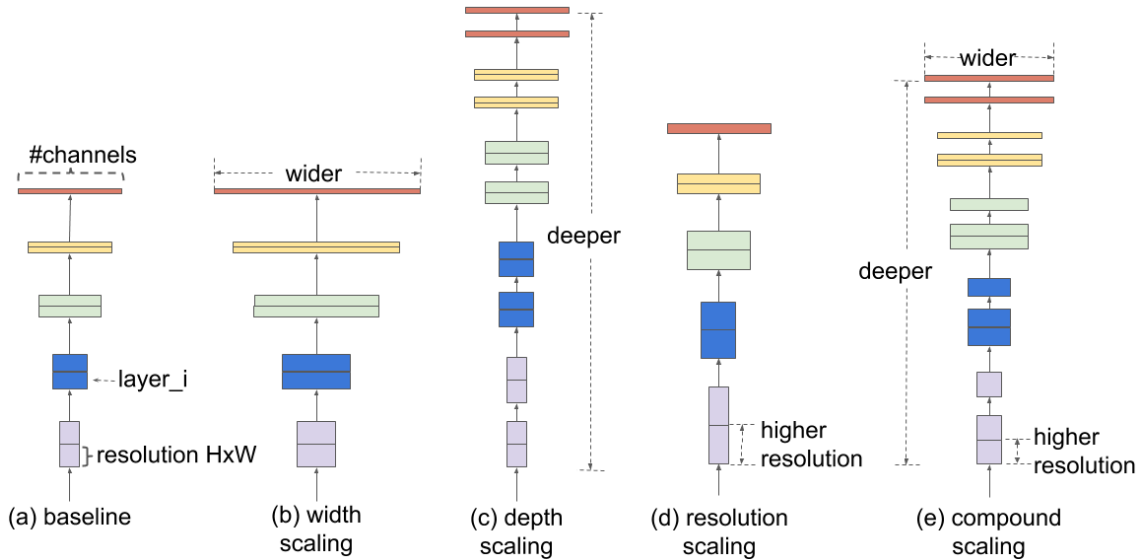 #channels
layer_i
resolution HxW
(a) baseline
wider
(b) width
scaling
deeper
(c) depth
scaling
higher
resolution
(d) resolution
scaling
wider
deeper
higher
resolution
(e) compound
scaling